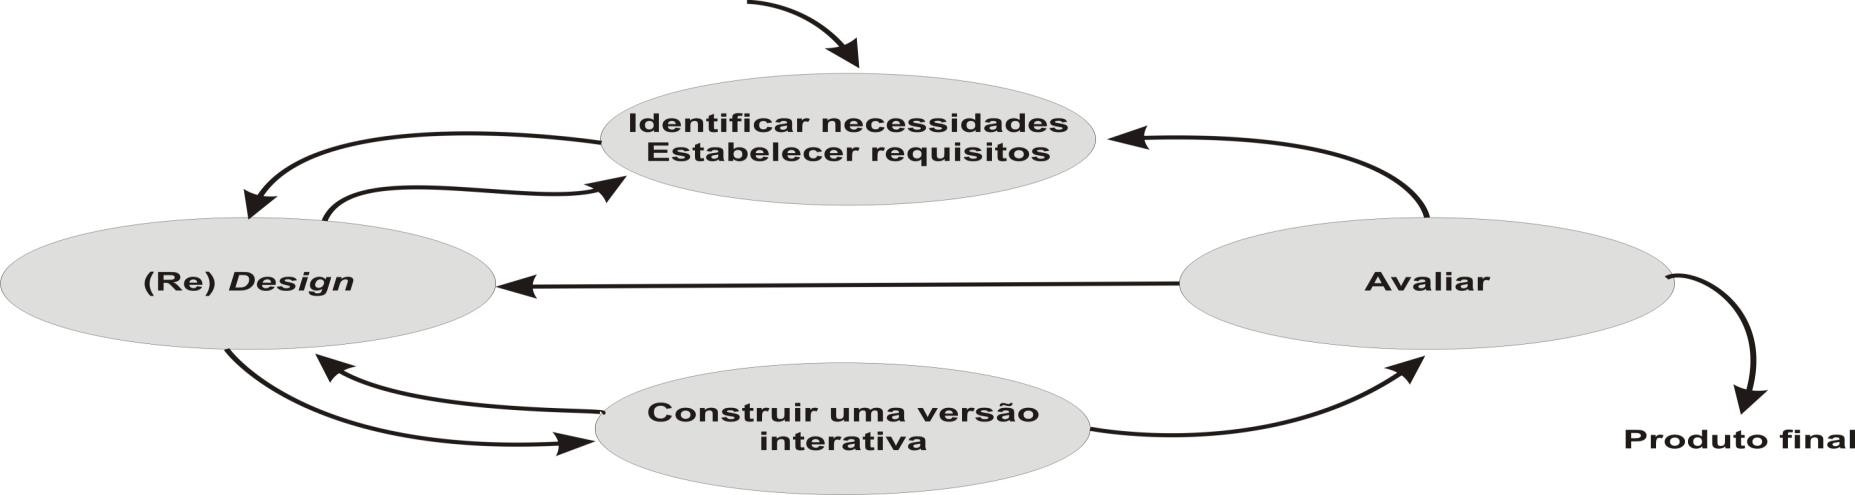 Identificar necessidades
Estabelecer requisitos
(Re) Design
Avaliar
Construir uma versão
interativa
Produto final